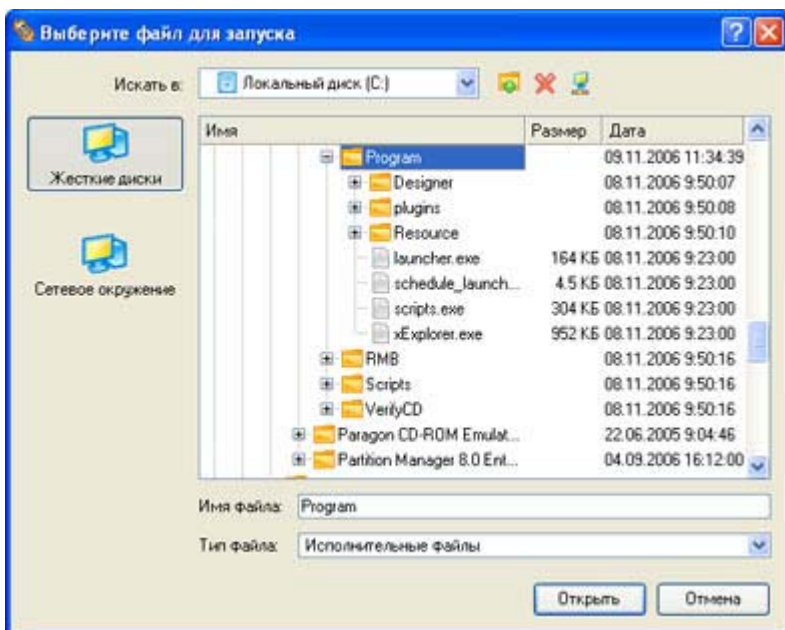 Выберите файл для запуска
Искать в: Локальный диск (C:)
Жесткие диски
Сетевое окружение
Имя Размер Дата
Program 09.11.2006 11:34:39
Designer 08.11.2006 9:50:07
plugins 08.11.2006 9:50:08
Resource 08.11.2006 9:50:10
launcher.exe 164 КБ 08.11.2006 9:23:00
schedule_launch... 4.5 КБ 08.11.2006 9:23:00
scripts.exe 304 КБ 08.11.2006 9:23:00
xExplorer.exe 952 КБ 08.11.2006 9:23:00
RMB 08.11.2006 9:50:16
Scripts 08.11.2006 9:50:16
VerifyCD 08.11.2006 9:50:16
Paragon CD-ROM Emulat... 22.06.2005 9:04:46
Partition Manager 8.0 Ent... 04.09.2006 16:12:00
Имя файла: Program
Тип файла: Исполнительные файлы
Открыть Отмена